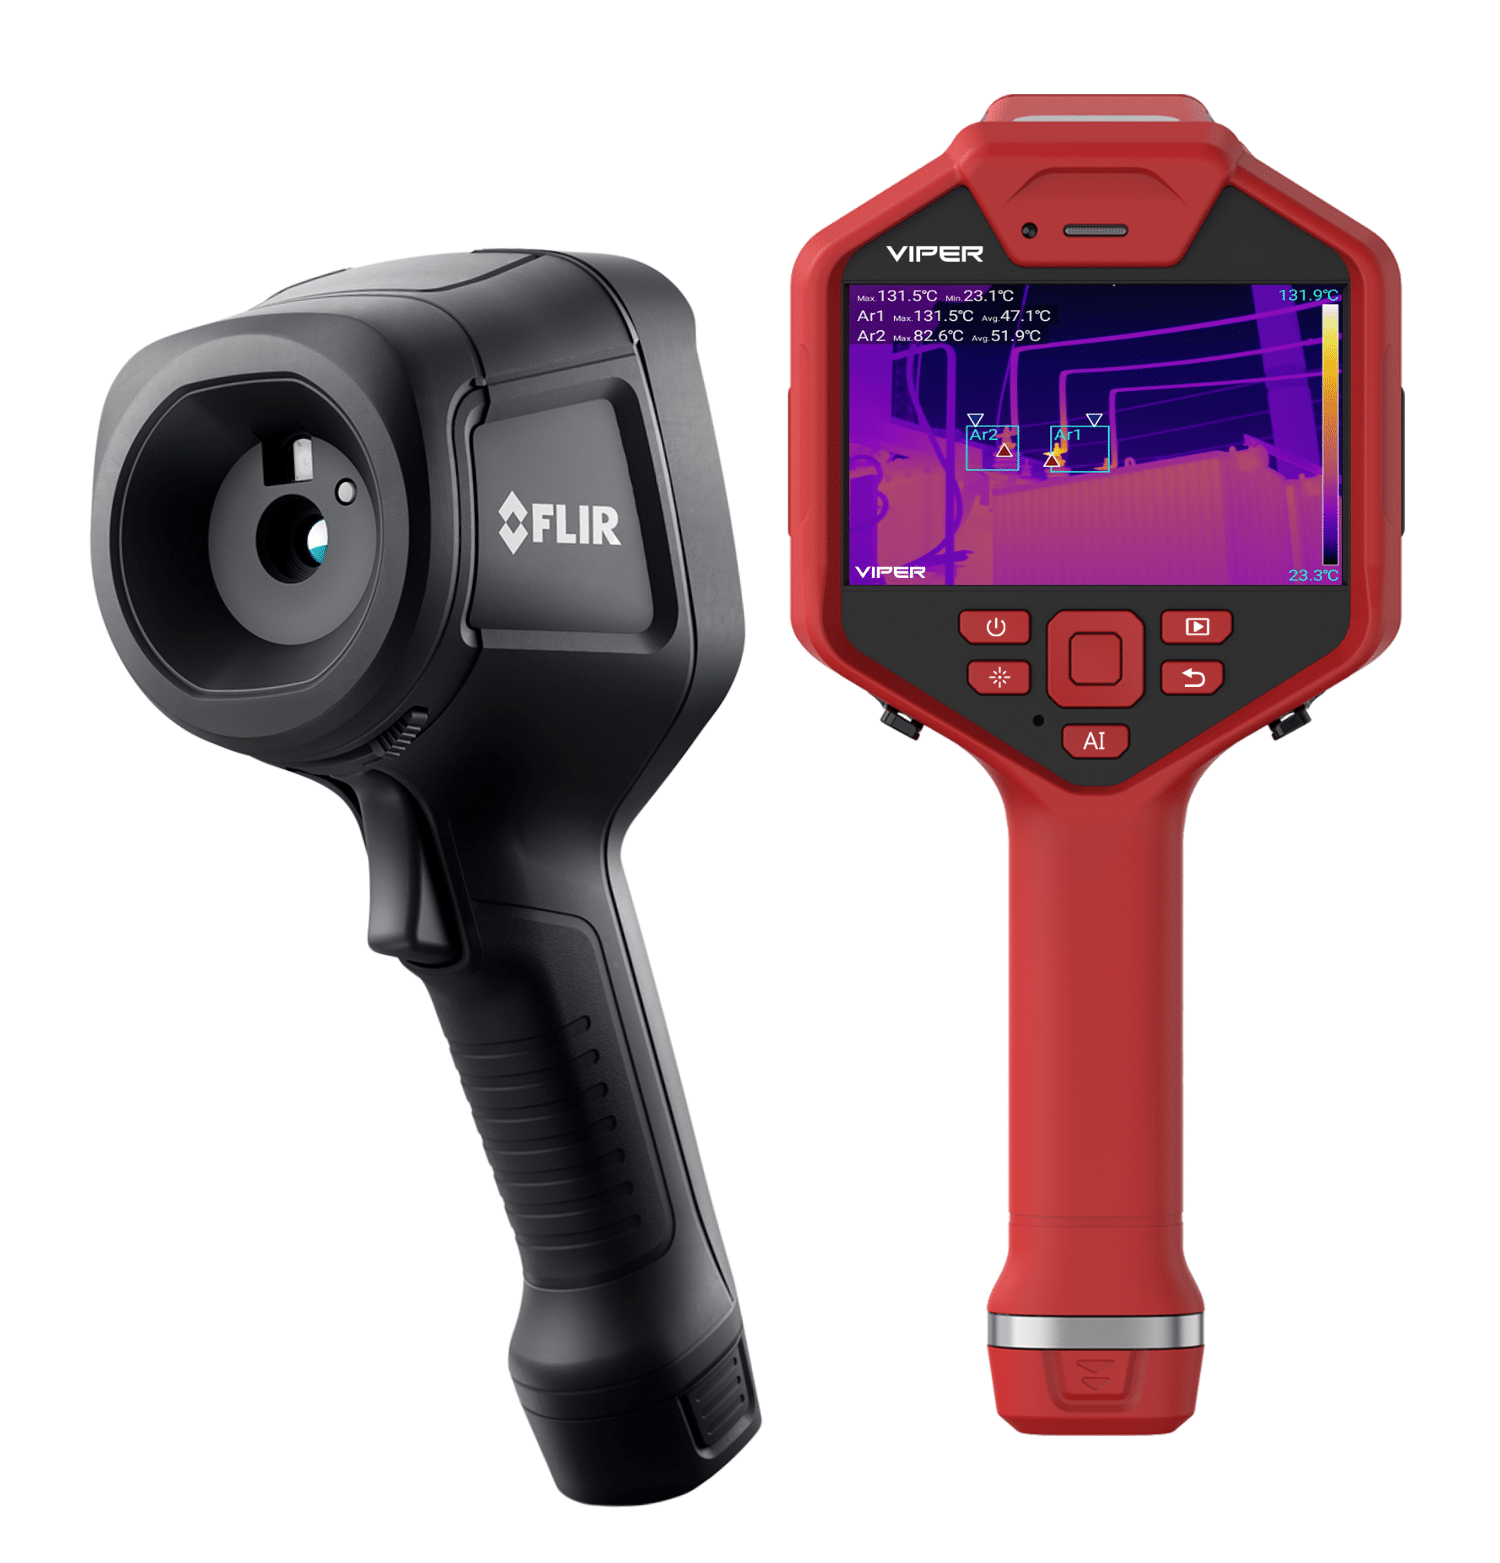 FLIR
VIPER
Max.131.5℃ Min.23.1℃
131.9℃
Ar1 Max.131.5℃ Avg.47.1℃
Ar2 Max.82.6℃ Avg.51.9℃
Ar2
Ar1
VIPER
23.3℃
AI